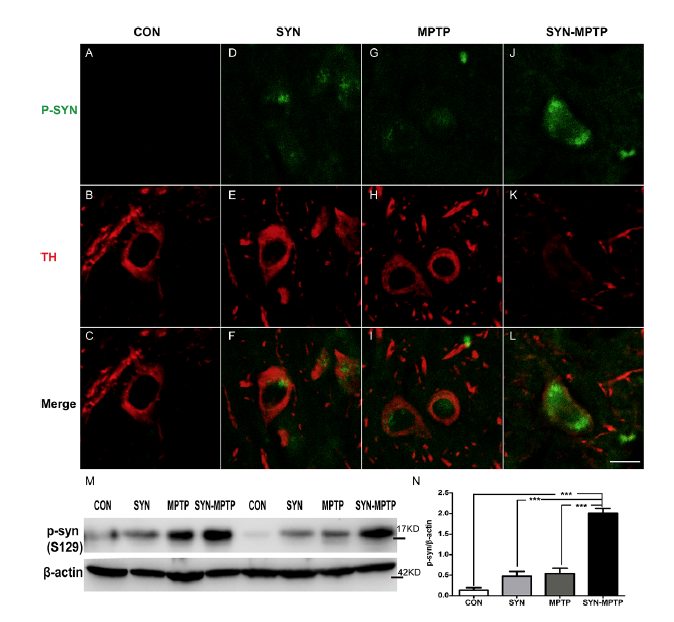 CON SYN MPTP SYN-MPTP
A D G J
P-SYN
B E H K
TH
C F I L
Merge
M N
CON SYN MPTP SYN-MPTP CON SYN MPTP SYN-MPTP
p-syn
(S129)
17KD
β-actin
42KD
p-syn/β-actin
2.5
2.0
1.5
1.0
0.5
0.0
***
***
***
CON SYN MPTP SYN-MPTP